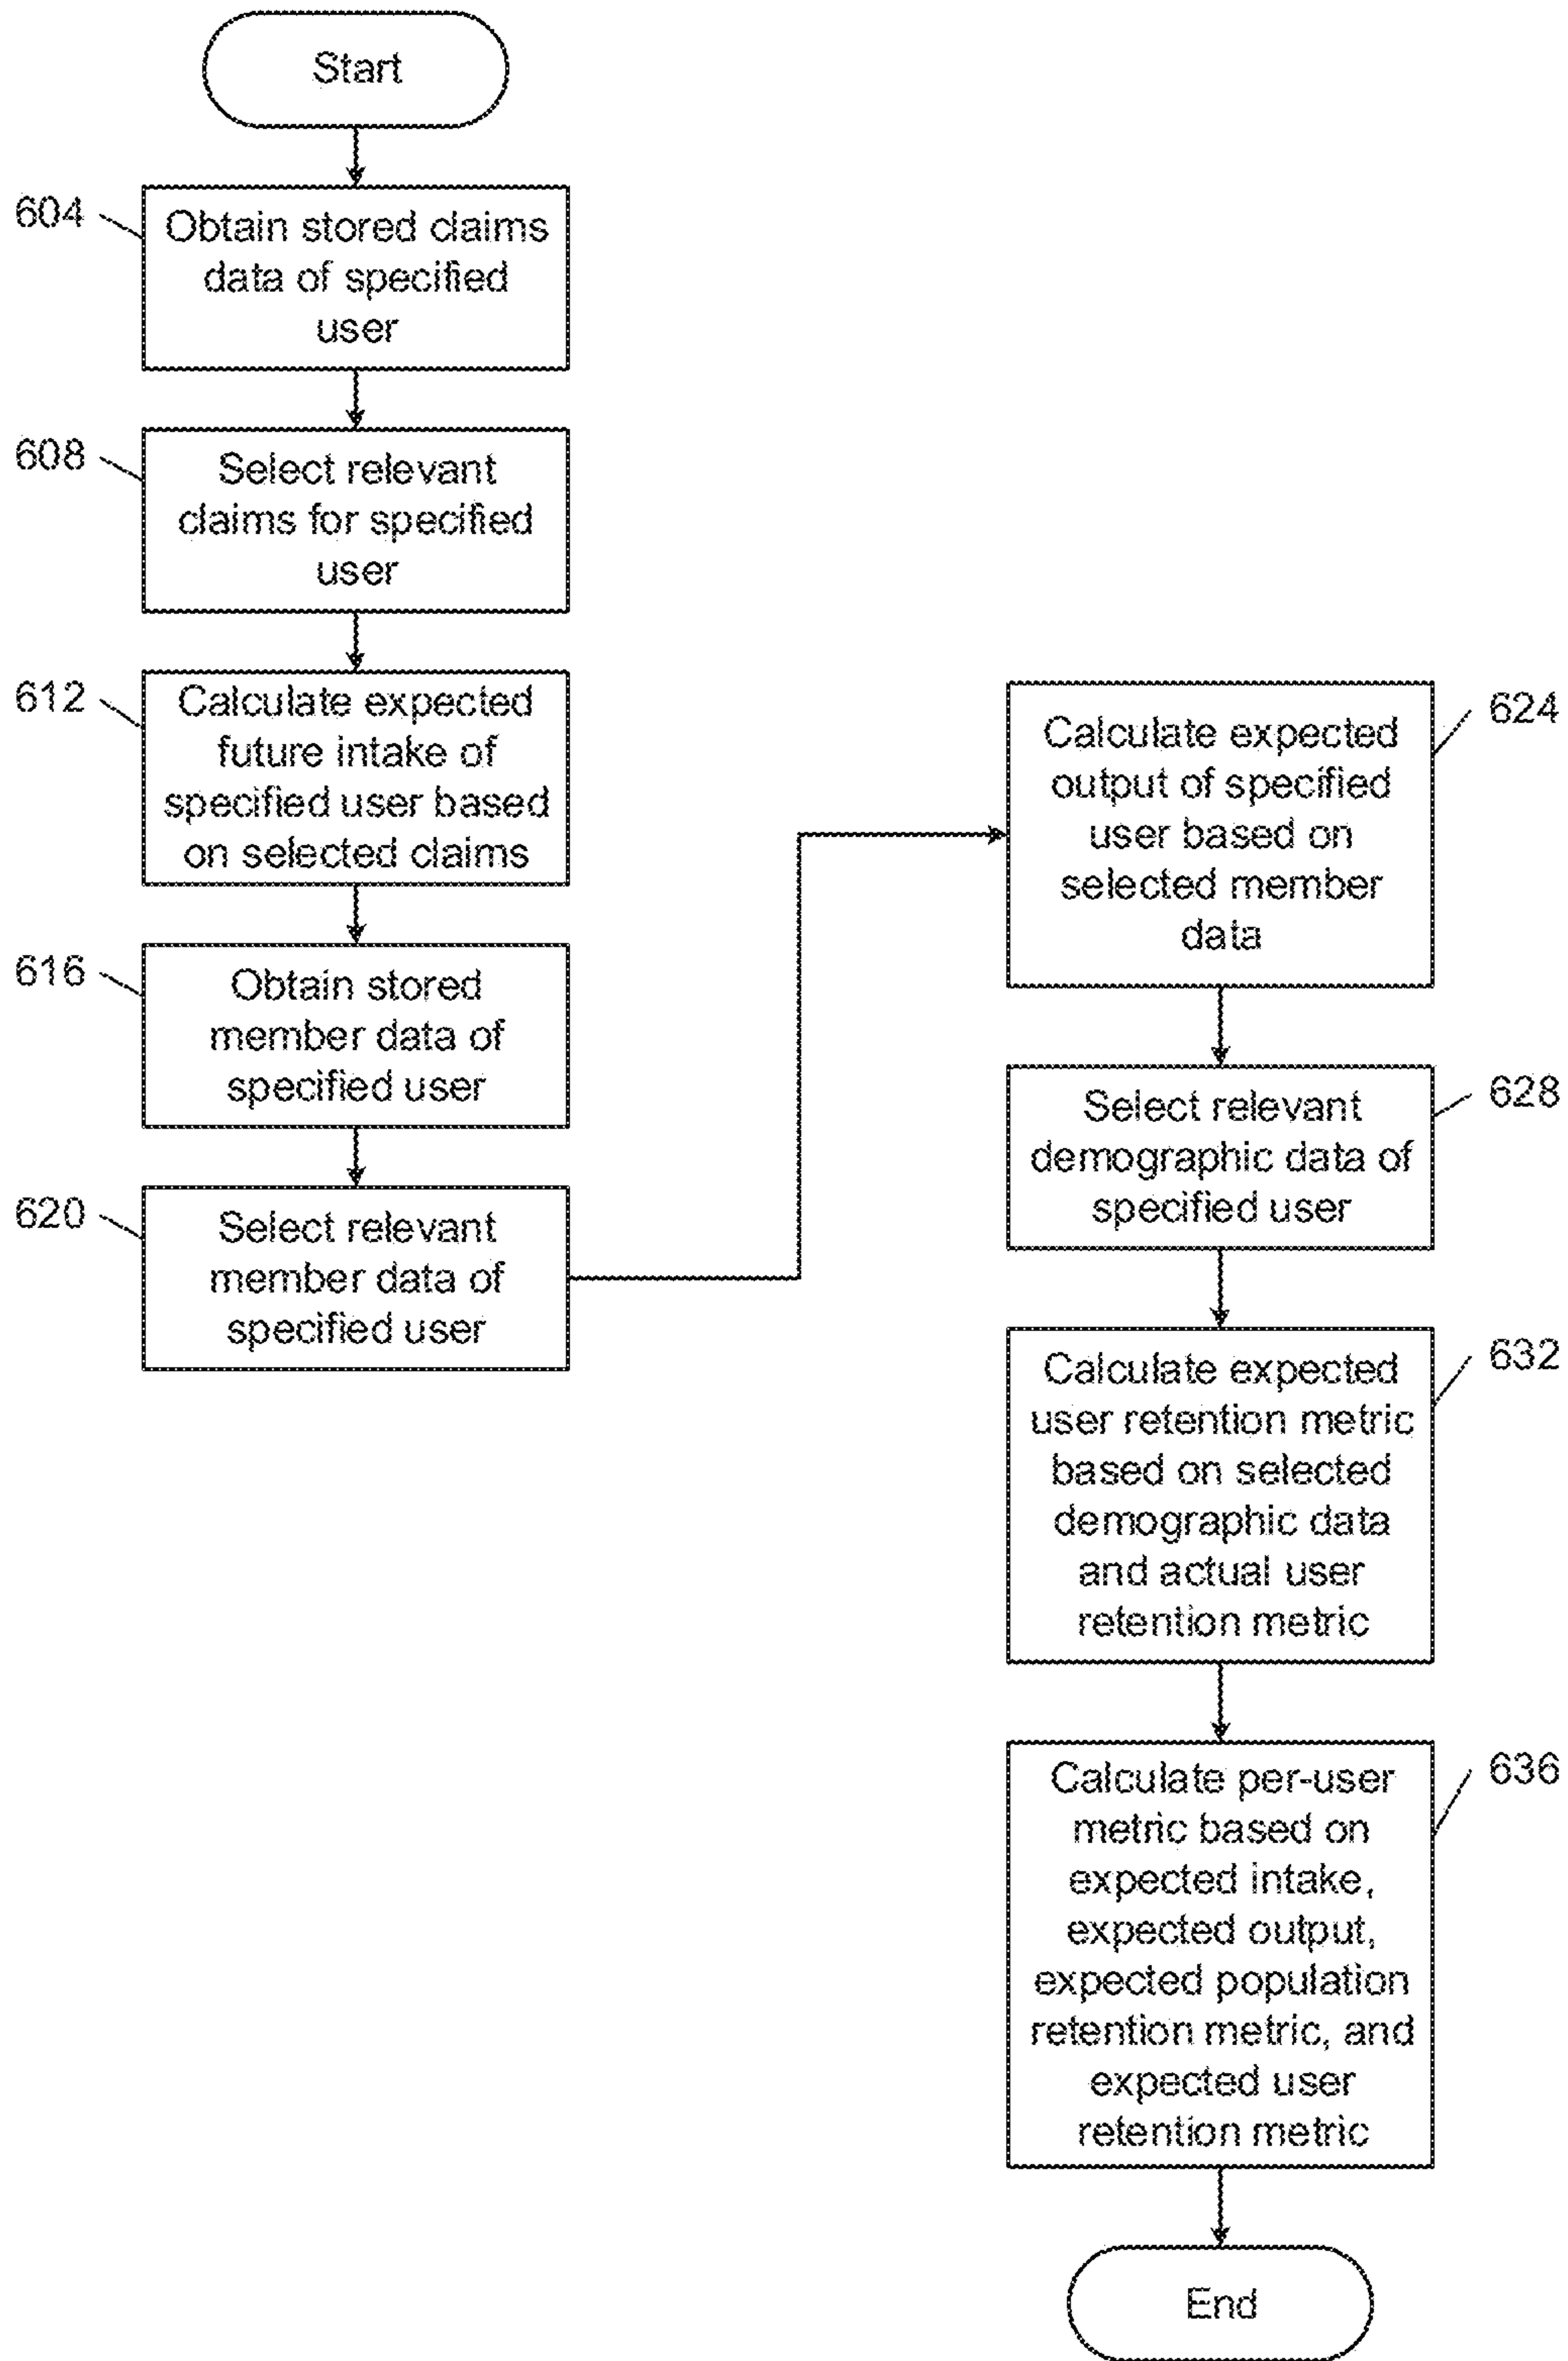 Start
604
Obtain stored claims
data of specified
user
608
Select relevant
claims for specified
user
612
Calculate expected
future intake of
specified user based
on selected claims
616
Obtain stored
member data of
specified user
620
Select relevant
member data of
specified user
624
Calculate expected
output of specified
user based on
selected member
data
628
Select relevant
demographic data of
specified user
632
Calculate expected
user retention metric
based on selected
demographic data
and actual user
retention metric
636
Calculate per-user
metric based on
expected intake,
expected output,
expected population
retention metric, and
expected user
retention metric
End